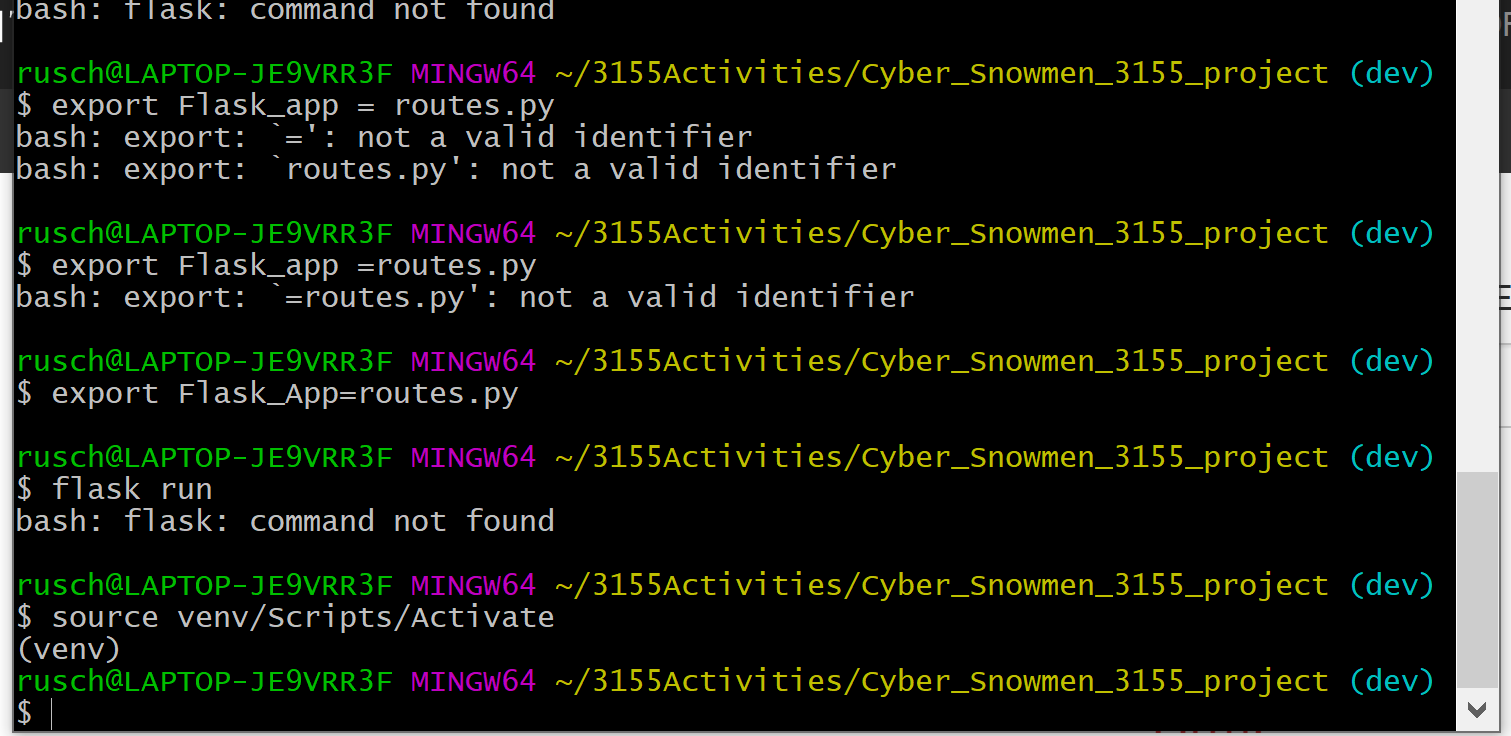 bash: flask: command not found
rusch@LAPTOP-JE9VRR3F MINGW64 ~/3155Activities/Cyber_Snowmen_3155_project (dev)
$ export Flask_app = routes.py
bash: export: `=': not a valid identifier
bash: export: `routes.py': not a valid identifier
rusch@LAPTOP-JE9VRR3F MINGW64 ~/3155Activities/Cyber_Snowmen_3155_project (dev)
$ export Flask_app =routes.py
bash: export: `=routes.py': not a valid identifier
rusch@LAPTOP-JE9VRR3F MINGW64 ~/3155Activities/Cyber_Snowmen_3155_project (dev)
$ export Flask_App=routes.py
rusch@LAPTOP-JE9VRR3F MINGW64 ~/3155Activities/Cyber_Snowmen_3155_project (dev)
$ flask run
bash: flask: command not found
rusch@LAPTOP-JE9VRR3F MINGW64 ~/3155Activities/Cyber_Snowmen_3155_project (dev)
$ source venv/Scripts/Activate
(venv)
rusch@LAPTOP-JE9VRR3F MINGW64 ~/3155Activities/Cyber_Snowmen_3155_project (dev)
$